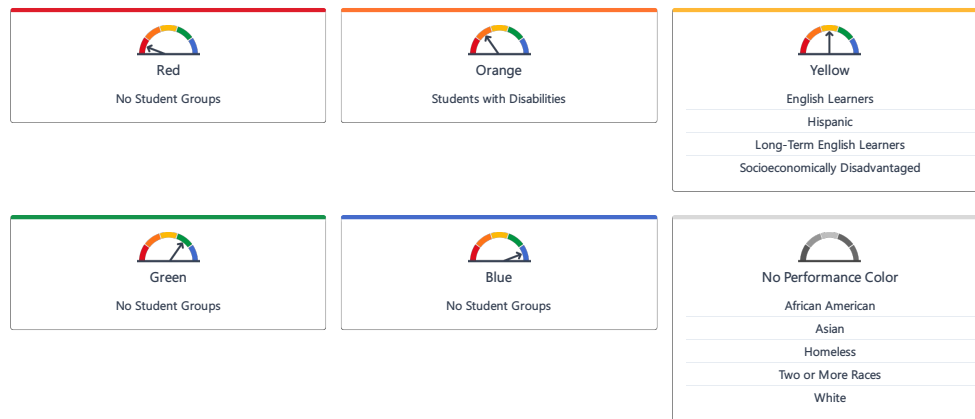 Red
No Student Groups
Orange
Students with Disabilities
Yellow
English Learners
Hispanic
Long-Term English Learners
Socioeconomically Disadvantaged
Green
No Student Groups
Blue
No Student Groups
No Performance Color
African American
Asian
Homeless
Two or More Races
White